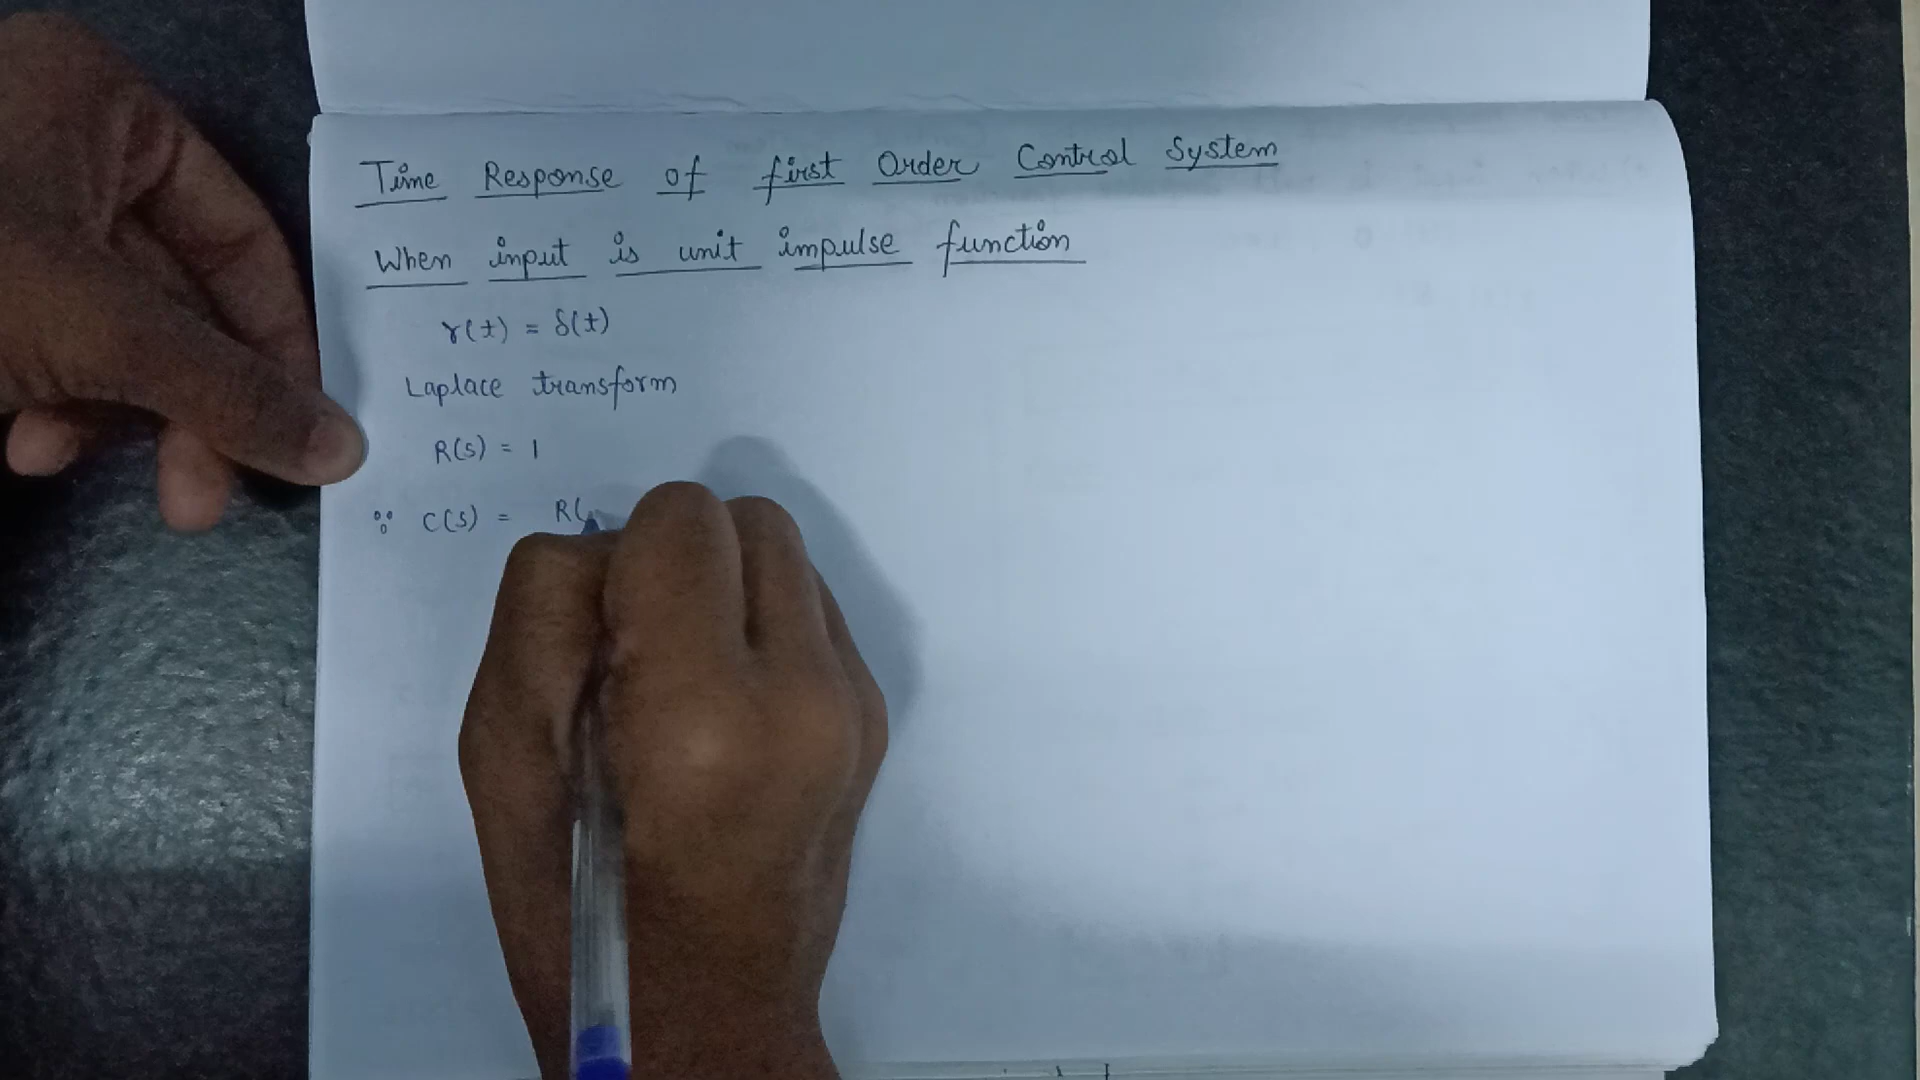 Time Response of first Order Control System
When input is unit impulse function
r(t) = δ(t)
Laplace transform
R(s) = 1
∵ C(s) = R(